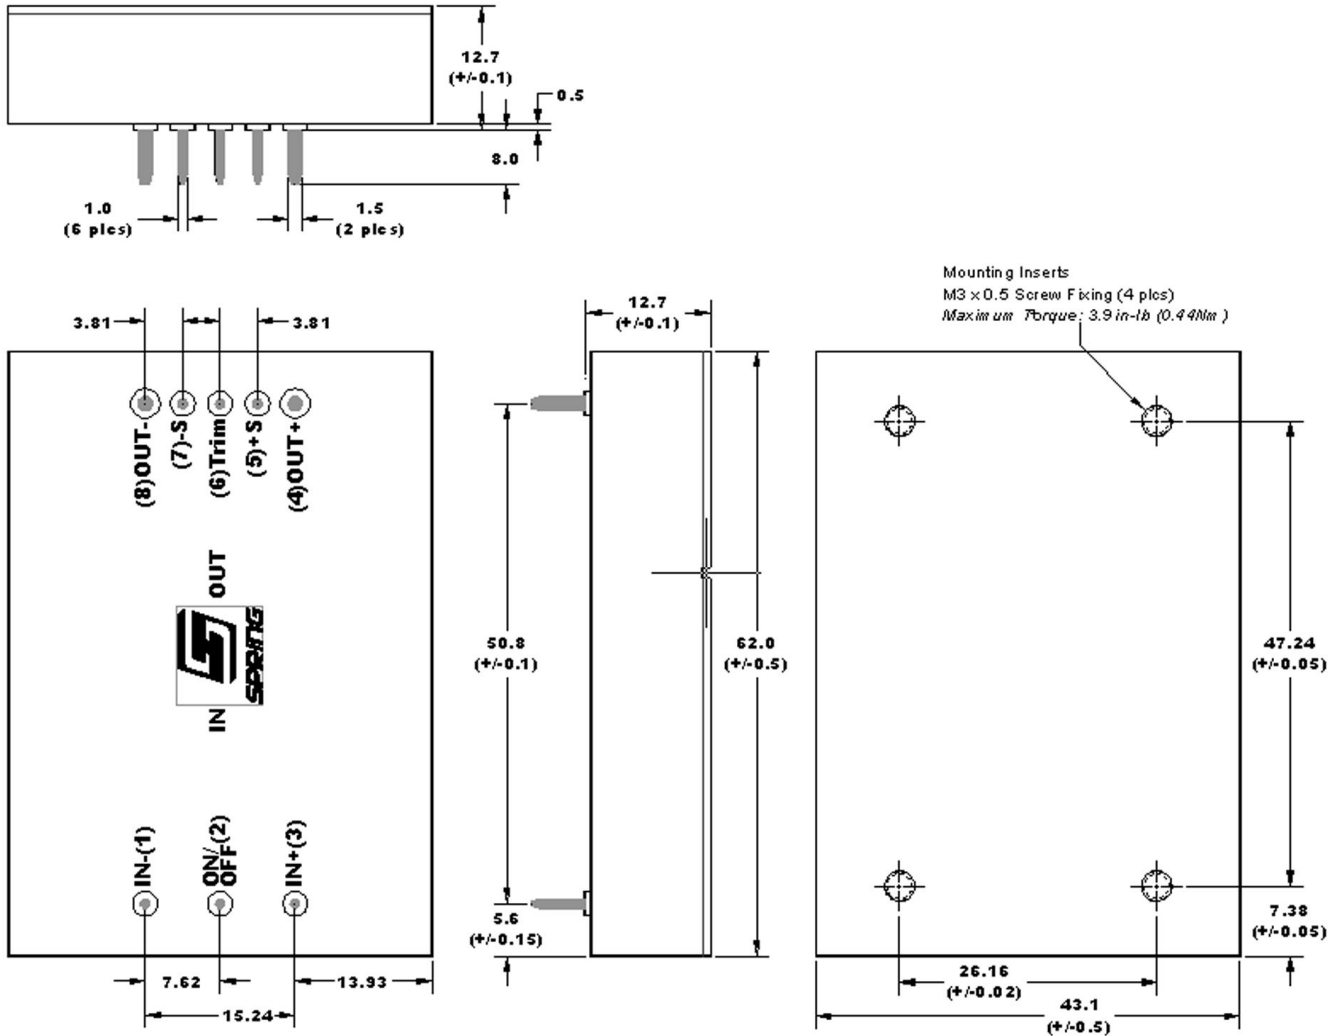 12.7
(+/-0.1)
0.5
8.0
1.0
(6 plcs)
1.5
(2 plcs)
3.81
3.81
(8)OUT-
(7)-S
(6)Trim
(5)+S
(4)OUT+
OUT
SPRING
IN
IN-(1)
ON/
OFF(2)
IN+(3)
7.62
13.93
15.24
12.7
(+/-0.1)
50.8
(+/-0.1)
62.0
(+/-0.5)
5.6
(+/-0.15)
Mounting Inserts
M3 x 0.5 Screw Fixing (4 plcs)
Maximum Torque: 3.9 in-lb (0.44Nm)
47.24
(+/-0.05)
7.38
(+/-0.05)
26.16
(+/-0.02)
43.1
(+/-0.5)